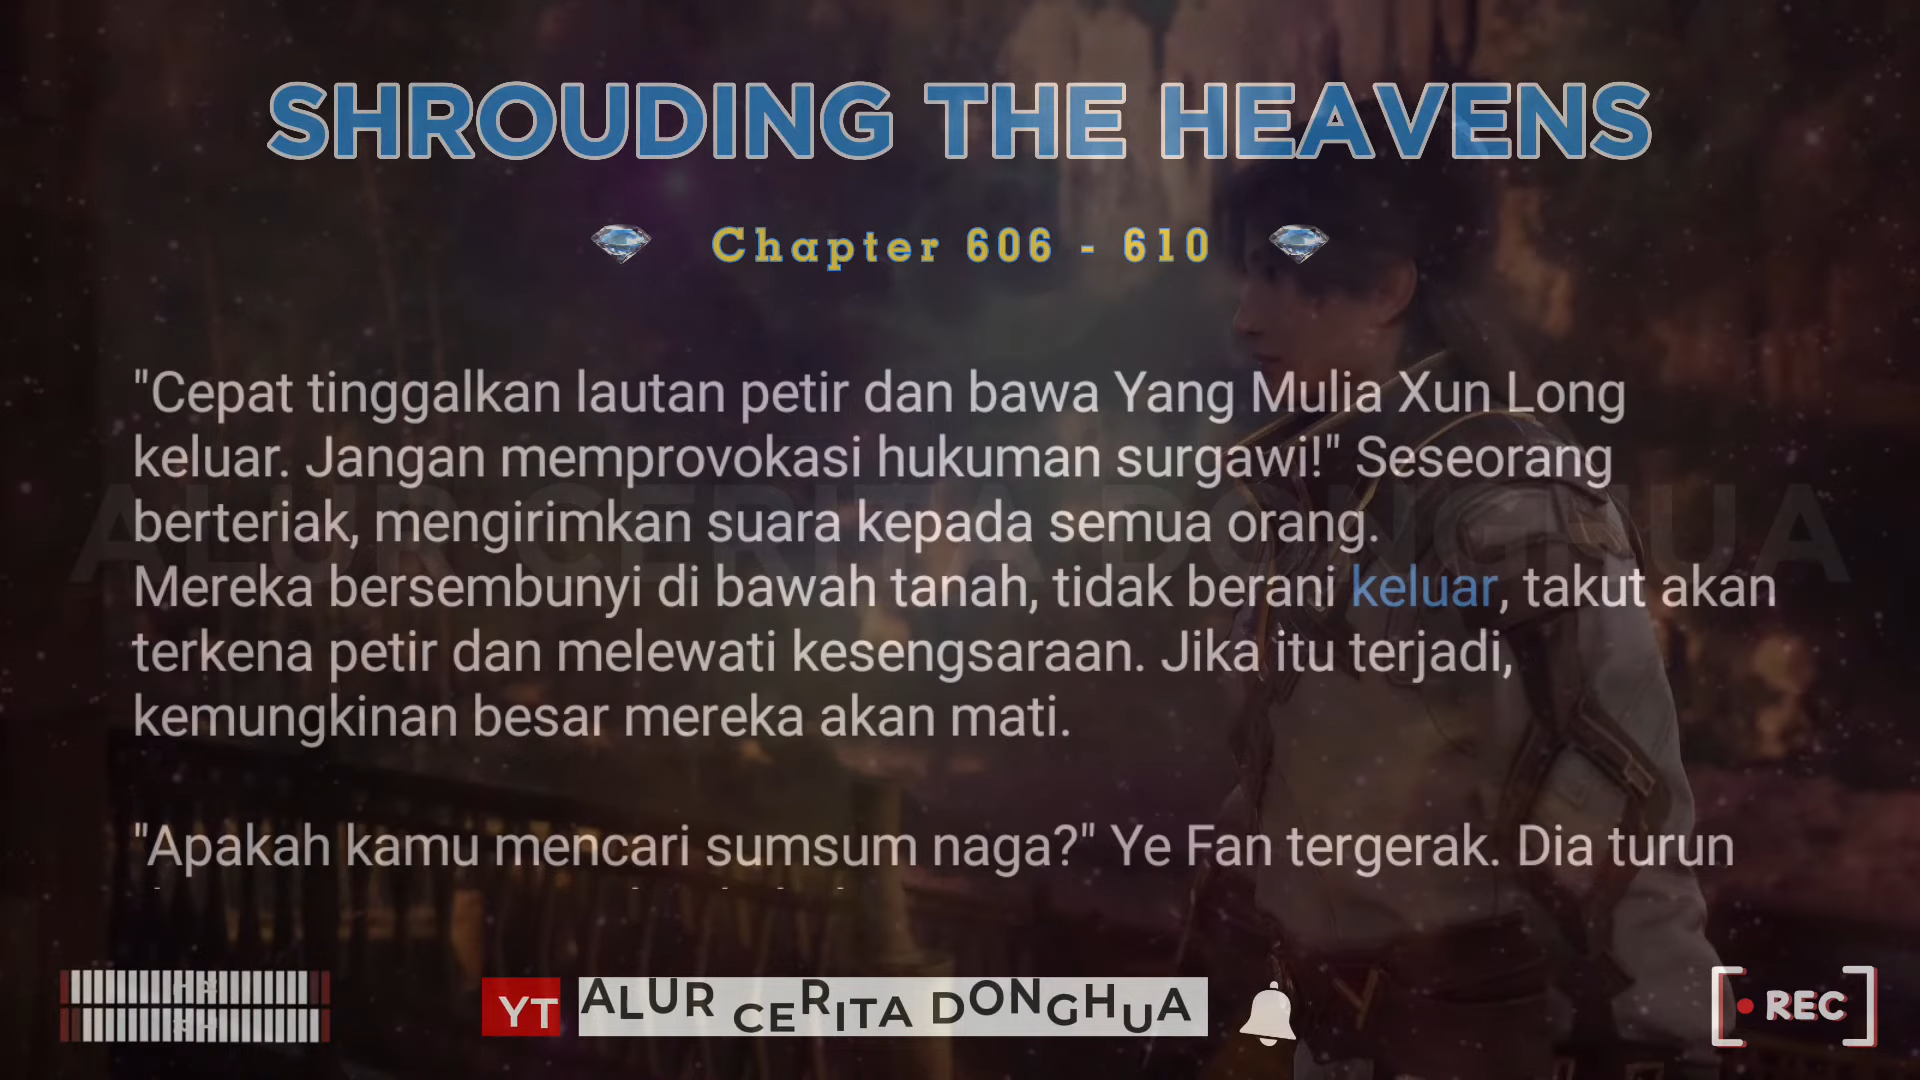 SHROUDING THE HEAVENS
Chapter 606 - 610
"Cepat tinggalkan lautan petir dan bawa Yang Mulia Xun Long
keluar. Jangan memprovokasi hukuman surgawi!" Seseorang
berteriak, mengirimkan suara kepada semua orang.
ALUR CERITA DONGHUA
Mereka bersembunyi di bawah tanah, tidak berani keluar, takut akan
terkena petir dan melewati kesengsaraan. Jika itu terjadi,
kemungkinan besar mereka akan mati.
"Apakah kamu mencari sumsum naga?" Ye Fan tergerak. Dia turun
YT ALUR CERITA DONGHUA
REC